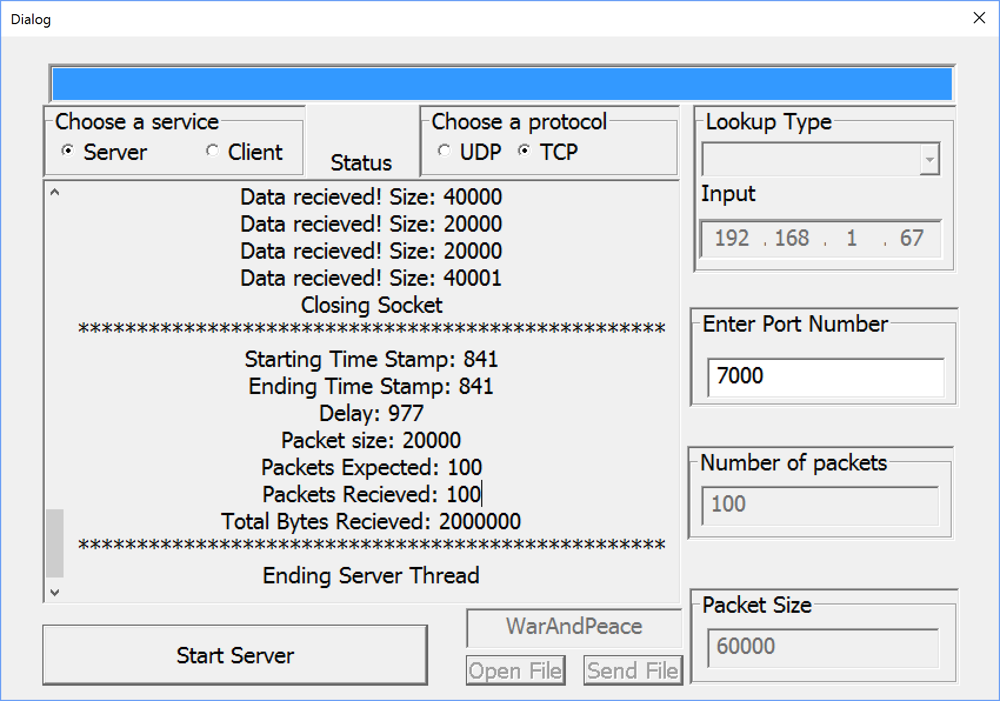 Dialog
Choose a service
Server
Client
Status
Choose a protocol
UDP
TCP
Lookup Type
Input
192 . 168 . 1 . 67
Data recieved! Size: 40000
Data recieved! Size: 20000
Data recieved! Size: 20000
Data recieved! Size: 40001
Closing Socket
**************************************************
Starting Time Stamp: 841
Ending Time Stamp: 841
Delay: 977
Packet size: 20000
Packets Expected: 100
Packets Recieved: 100
Total Bytes Recieved: 2000000
**************************************************
Ending Server Thread
Enter Port Number
7000
Number of packets
100
Packet Size
60000
Start Server
WarAndPeace
Open File
Send File